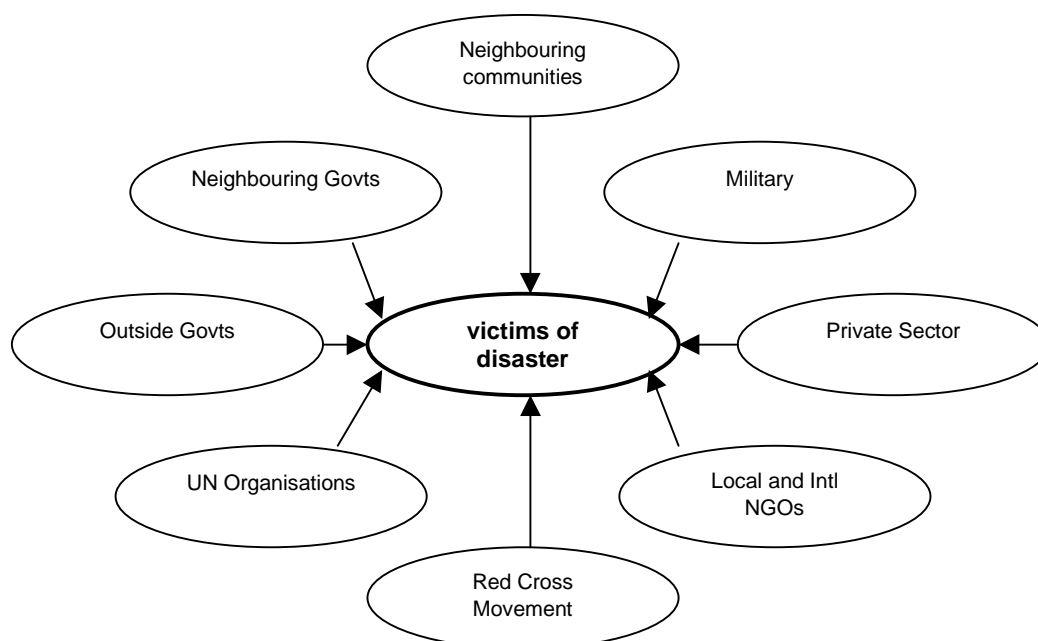 Neighbouring
communities
Neighbouring Govts
Military
Outside Govts
victims of
disaster
Private Sector
UN Organisations
Local and Intl
NGOs
Red Cross
Movement